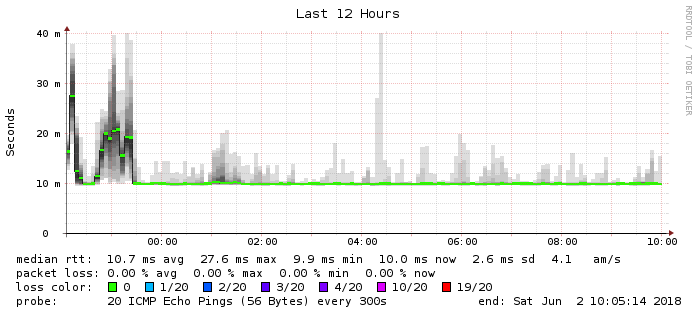 Last 12 Hours
RRDTOOL / TOBI OETIKER
Seconds
40 m
30 m
20 m
10 m
0
00:00 02:00 04:00 06:00 08:00 10:00
median rtt: 10.7 ms avg 27.6 ms max 9.9 ms min 10.0 ms now 2.6 ms sd 4.1 am/s
packet loss: 0.00 % avg 0.00 % max 0.00 % min 0.00 % now
loss color: 0 1/20 2/20 3/20 4/20 10/20 19/20
probe: 20 ICMP Echo Pings (56 Bytes) every 300s end: Sat Jun 2 10:05:14 2018